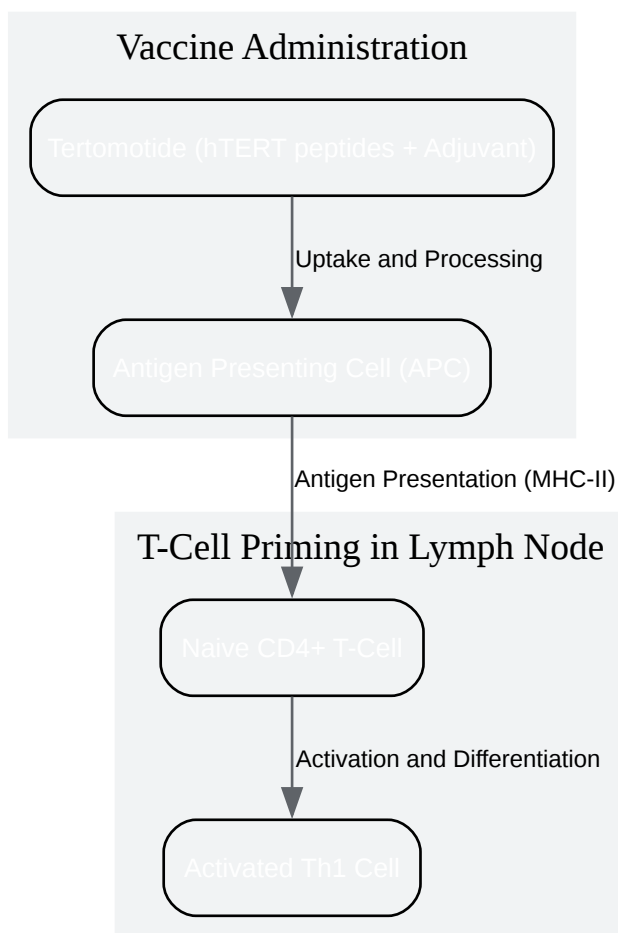 Vaccine Administration
Tertomotide (hTERT peptides + Adjuvant)
Uptake and Processing
Antigen Presenting Cell (APC)
Antigen Presentation (MHC-II)
T-Cell Priming in Lymph Node
Naive CD4+ T-Cell
Activation and Differentiation
Activated Th1 Cell